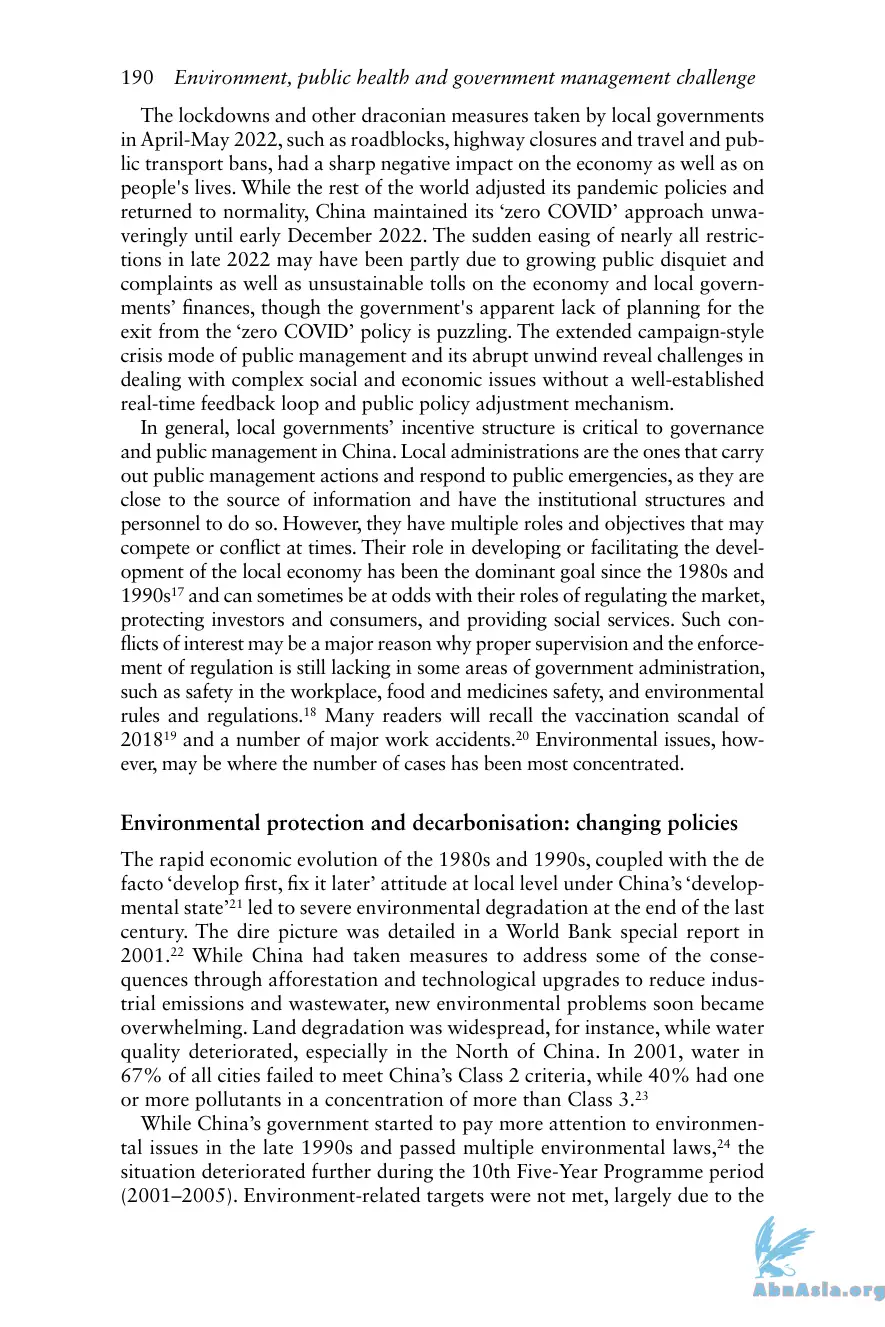 190 Environment, public health and government management challenge
The lockdowns and other draconian measures taken by local governments
in April-May 2022, such as roadblocks, highway closures and travel and pub-
lic transport bans, had a sharp negative impact on the economy as well as on
people's lives. While the rest of the world adjusted its pandemic policies and
returned to normality, China maintained its ‘zero COVID’ approach unwa-
veringly until early December 2022. The sudden easing of nearly all restric-
tions in late 2022 may have been partly due to growing public disquiet and
complaints as well as unsustainable tolls on the economy and local govern-
ments’ finances, though the government's apparent lack of planning for the
exit from the ‘zero COVID’ policy is puzzling. The extended campaign-style
crisis mode of public management and its abrupt unwind reveal challenges in
dealing with complex social and economic issues without a well-established
real-time feedback loop and public policy adjustment mechanism.
In general, local governments’ incentive structure is critical to governance
and public management in China. Local administrations are the ones that carry
out public management actions and respond to public emergencies, as they are
close to the source of information and have the institutional structures and
personnel to do so. However, they have multiple roles and objectives that may
compete or conflict at times. Their role in developing or facilitating the devel-
opment of the local economy has been the dominant goal since the 1980s and
1990s¹⁷ and can sometimes be at odds with their roles of regulating the market,
protecting investors and consumers, and providing social services. Such con-
flicts of interest may be a major reason why proper supervision and the enforce-
ment of regulation is still lacking in some areas of government administration,
such as safety in the workplace, food and medicines safety, and environmental
rules and regulations.¹⁸ Many readers will recall the vaccination scandal of
2018¹⁹ and a number of major work accidents.²⁰ Environmental issues, how-
ever, may be where the number of cases has been most concentrated.
Environmental protection and decarbonisation: changing policies
The rapid economic evolution of the 1980s and 1990s, coupled with the de
facto ‘develop first, fix it later’ attitude at local level under China’s ‘develop-
mental state’²¹ led to severe environmental degradation at the end of the last
century. The dire picture was detailed in a World Bank special report in
2001.²² While China had taken measures to address some of the conse-
quences through afforestation and technological upgrades to reduce indus-
trial emissions and wastewater, new environmental problems soon became
overwhelming. Land degradation was widespread, for instance, while water
quality deteriorated, especially in the North of China. In 2001, water in
67% of all cities failed to meet China’s Class 2 criteria, while 40% had one
or more pollutants in a concentration of more than Class 3.²³
While China’s government started to pay more attention to environmen-
tal issues in the late 1990s and passed multiple environmental laws,²⁴ the
situation deteriorated further during the 10th Five-Year Programme period
(2001–2005). Environment-related targets were not met, largely due to the
AbnAsia.org